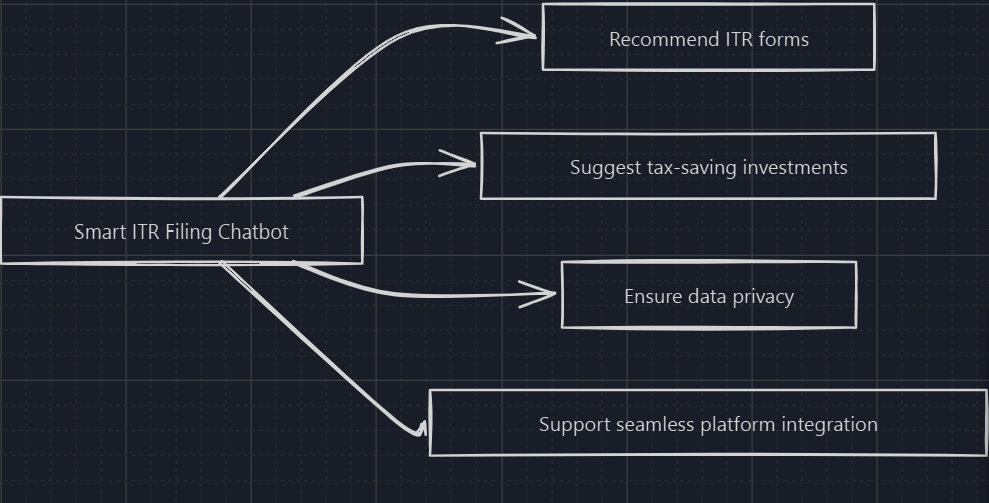 Recommend ITR forms
Suggest tax-saving investments
Smart ITR Filing Chatbot
Ensure data privacy
Support seamless platform integration